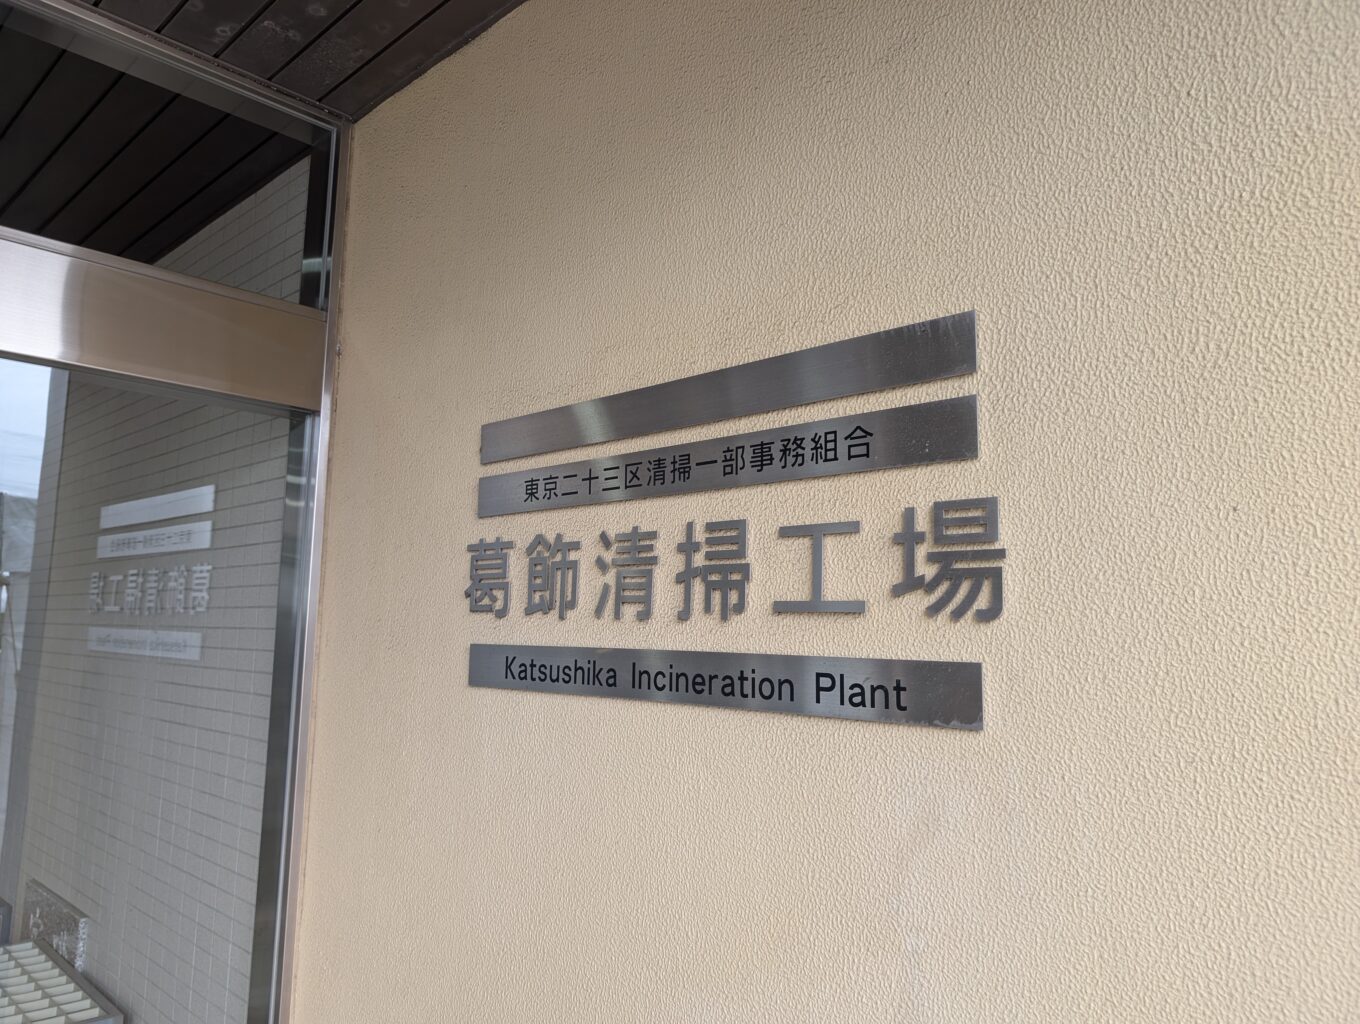 東京二十三区清掃一部事務組合
葛飾清掃工場
Katsushika Incineration Plant